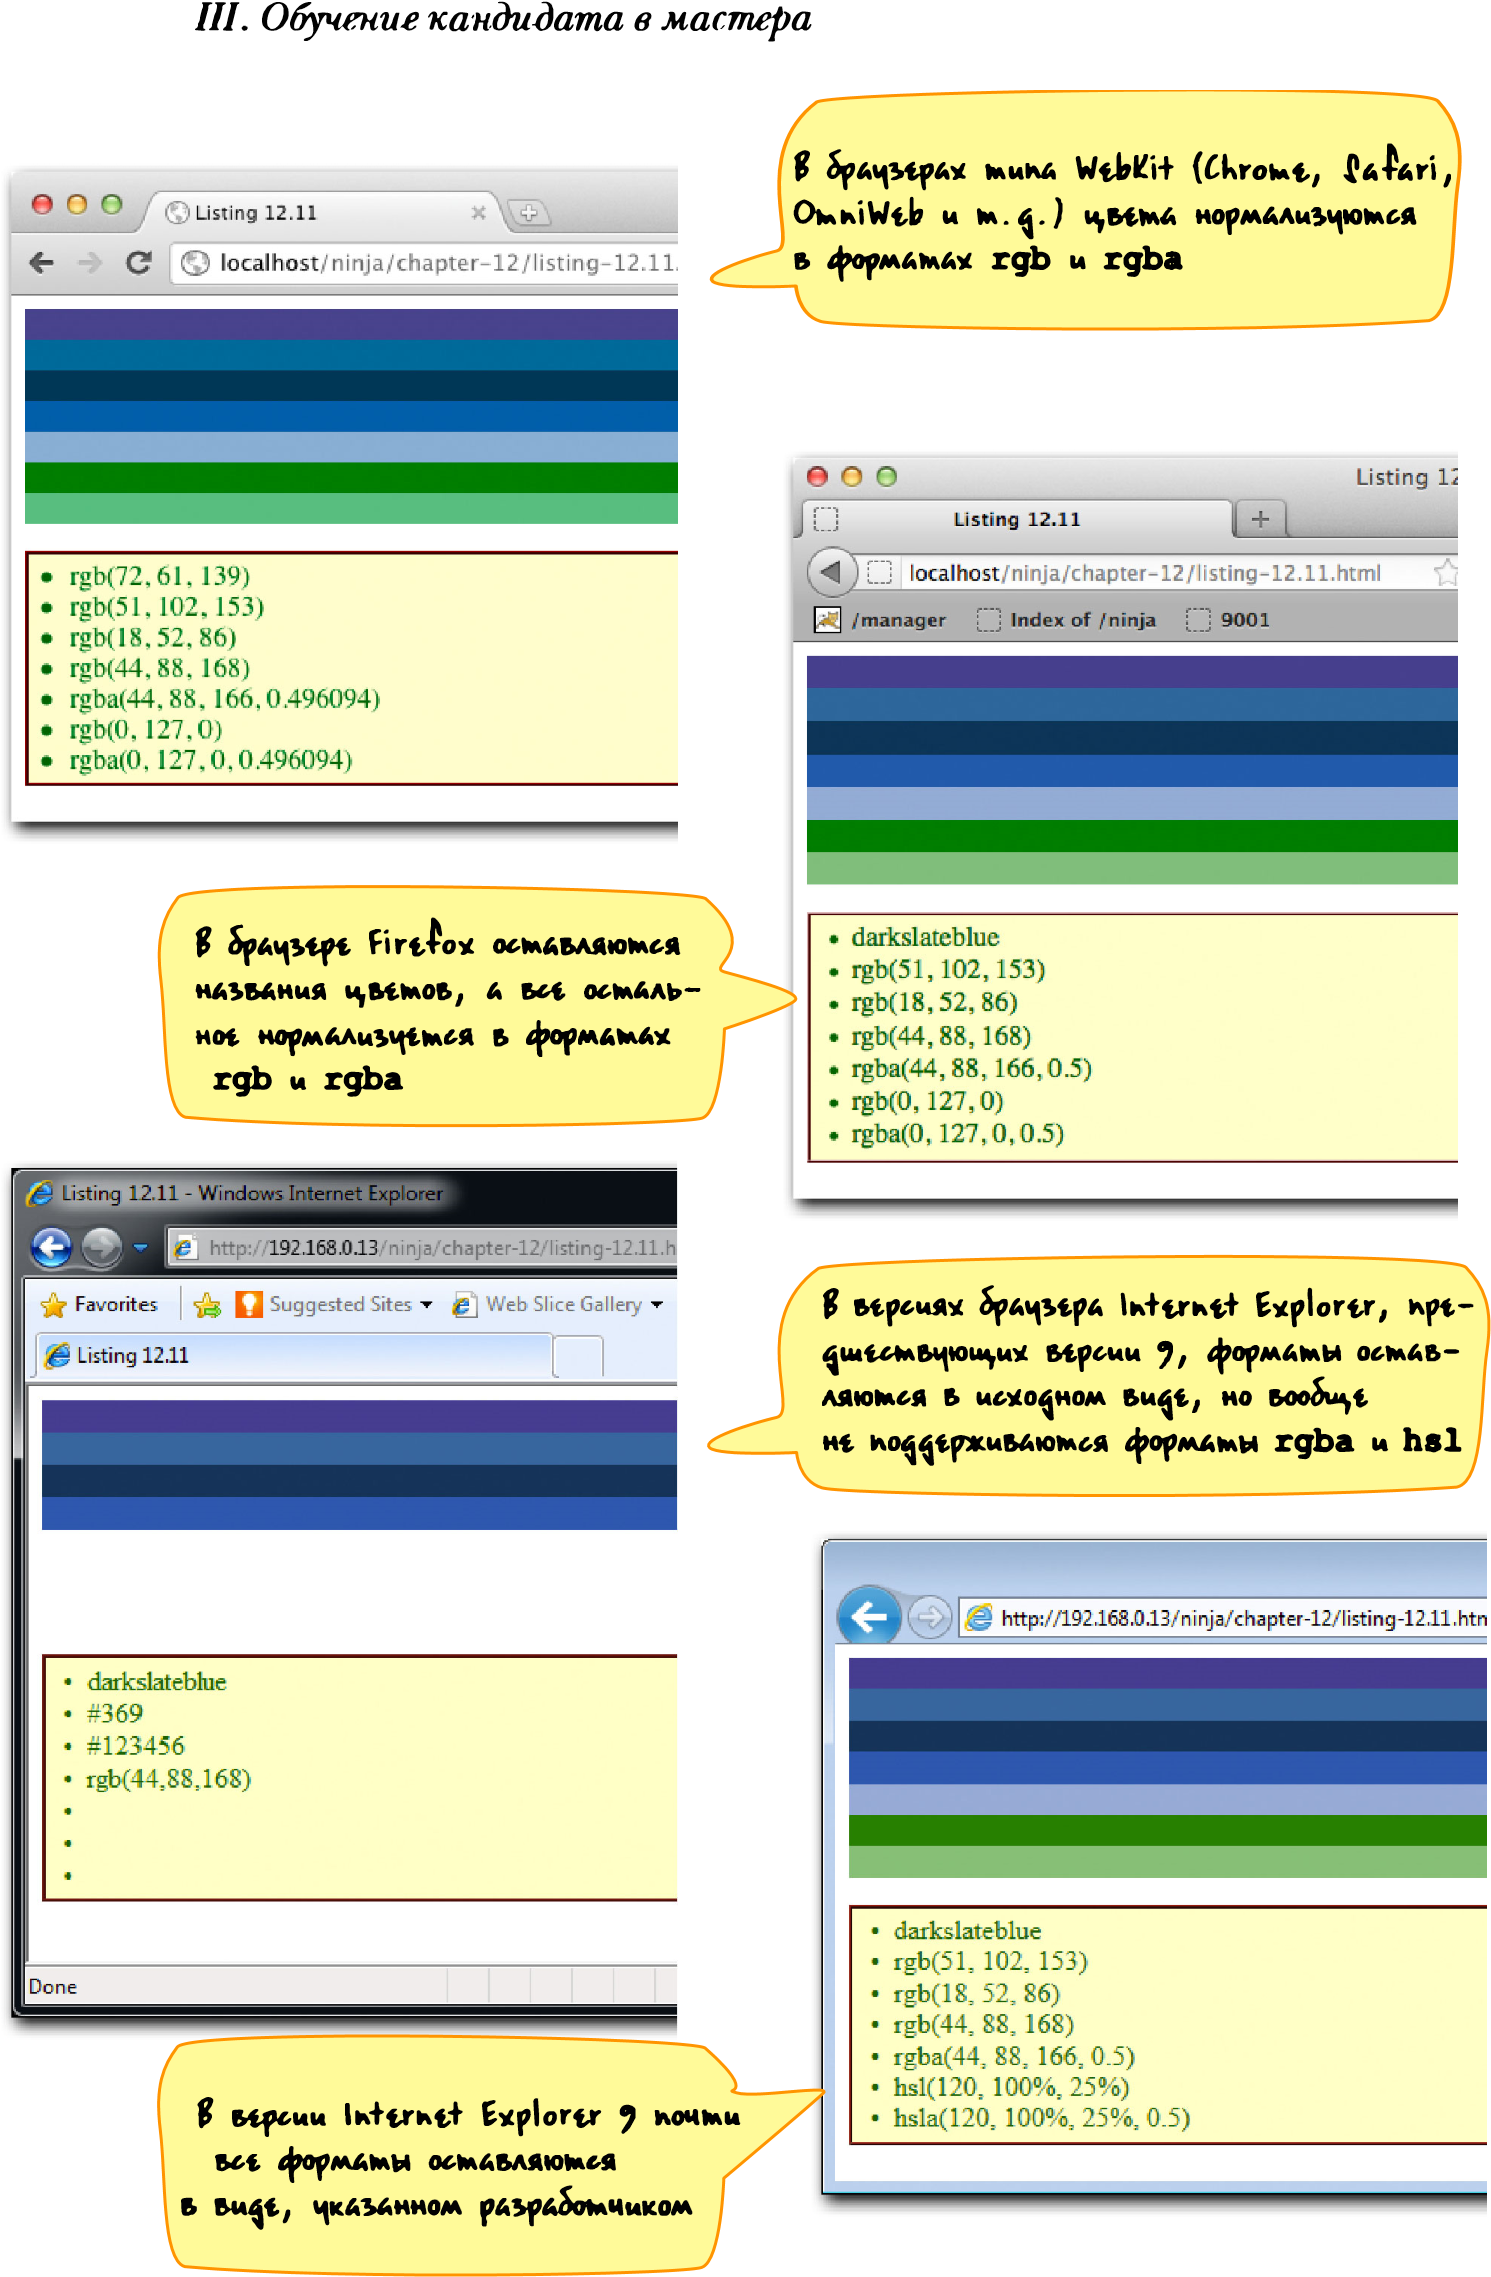 III. Обучение кандидата в мастера
В браузерах типа WebKit (Chrome, Safari,
OmniWeb и т.д.) цвета нормализуются
в форматах rgb и rgba
Listing 12.11
localhost/ninja/chapter-12/listing-12.11.
• rgb(72, 61, 139)
• rgb(51, 102, 153)
• rgb(18, 52, 86)
• rgb(44, 88, 168)
• rgba(44, 88, 166, 0.496094)
• rgb(0, 127, 0)
• rgba(0, 127, 0, 0.496094)
Listing 12
Listing 12.11
localhost/ninja/chapter-12/listing-12.11.html
/manager Index of /ninja 9001
• darkslateblue
• rgb(51, 102, 153)
• rgb(18, 52, 86)
• rgb(44, 88, 168)
• rgba(44, 88, 166, 0.5)
• rgb(0, 127, 0)
• rgba(0, 127, 0, 0.5)
В браузере Firefox оставляются
названия цветов, а все осталь-
ное нормализуется в форматах
rgb и rgba
Listing 12.11 - Windows Internet Explorer
http://192.168.0.13/ninja/chapter-12/listing-12.11.h
Favorites Suggested Sites Web Slice Gallery
Listing 12.11
• darkslateblue
• #369
• #123456
• rgb(44,88,168)
•
•
•
Done
В версиях браузера Internet Explorer, пре-
дшествующих версии 9, форматы остав-
ляются в исходном виде, но вообще
не поддерживаются форматы rgba и hsl
http://192.168.0.13/ninja/chapter-12/listing-12.11.htm
• darkslateblue
• rgb(51, 102, 153)
• rgb(18, 52, 86)
• rgb(44, 88, 168)
• rgba(44, 88, 166, 0.5)
• hsl(120, 100%, 25%)
• hsla(120, 100%, 25%, 0.5)
В версии Internet Explorer 9 почти
все форматы оставляются
в виде, указанном разработчиком